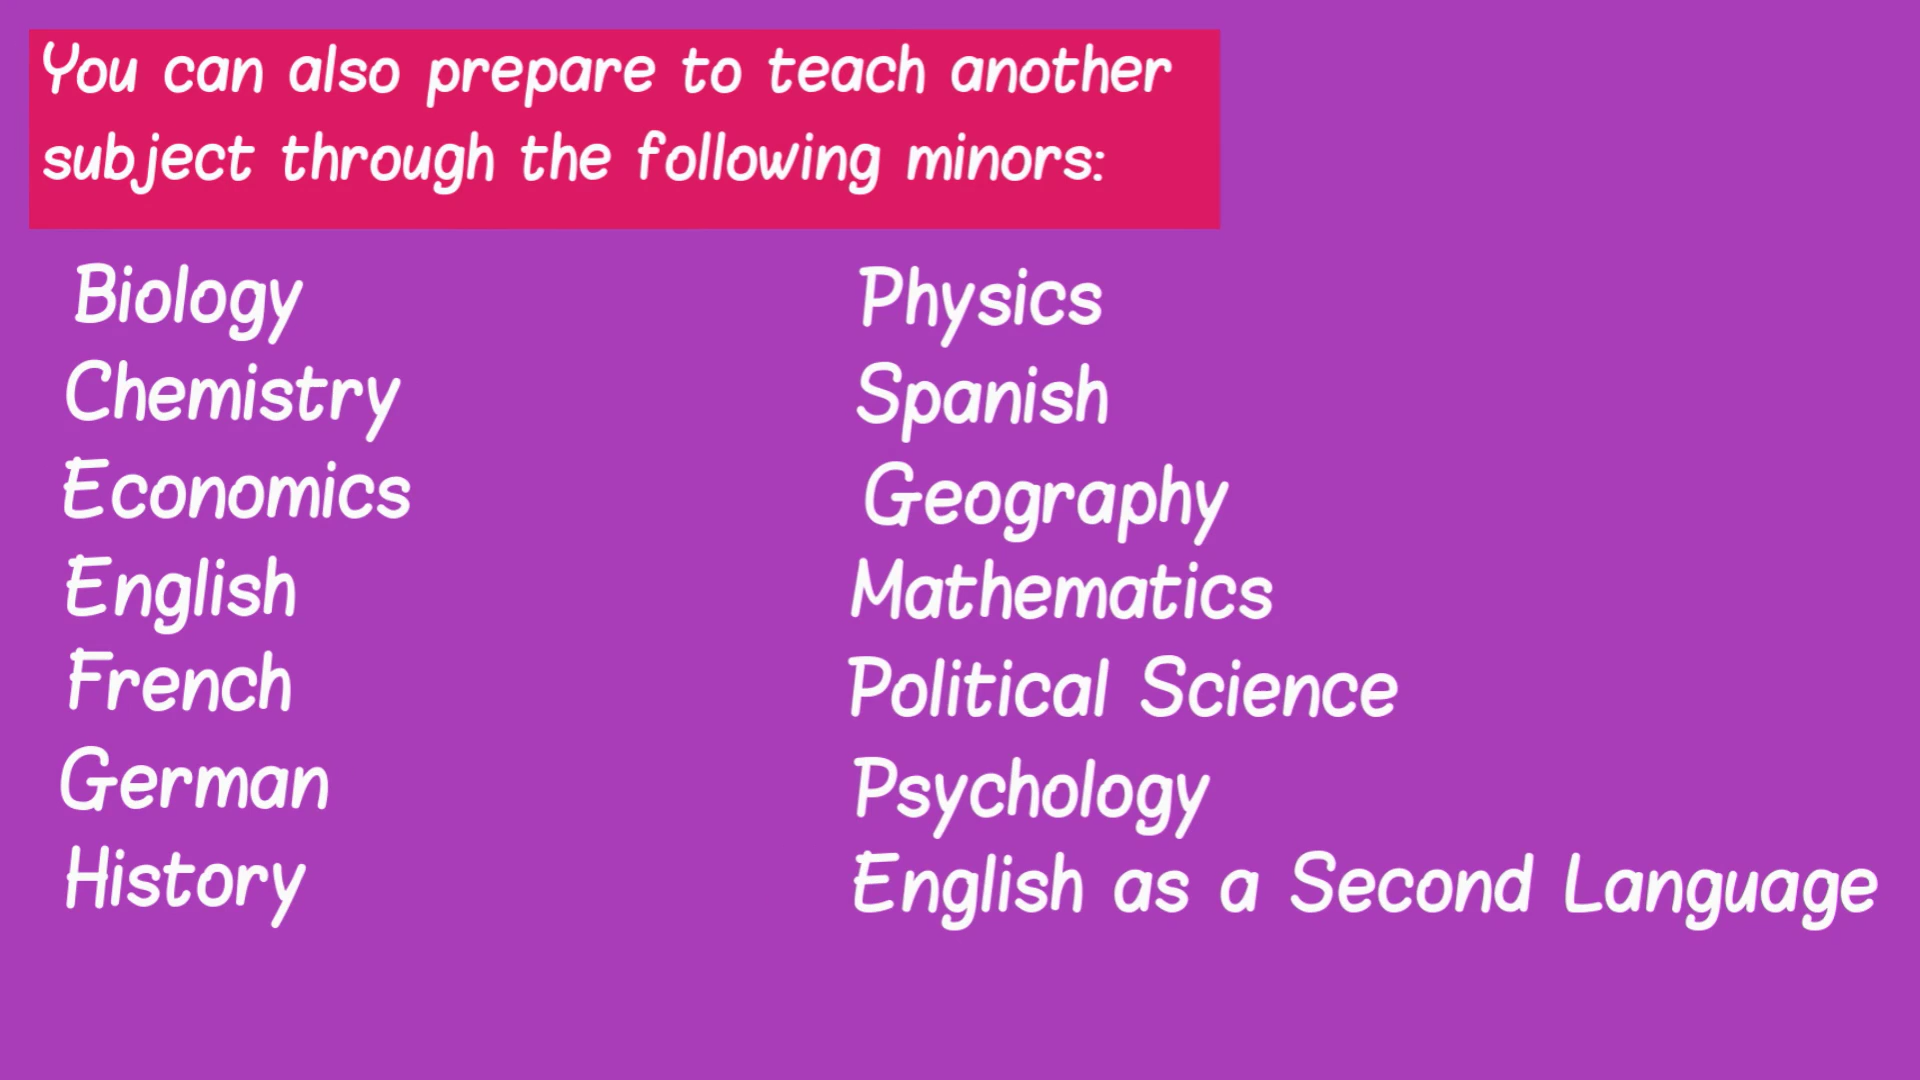 You can also prepare to teach another
subject through the following minors:
Biology
Chemistry
Economics
English
French
German
History
Physics
Spanish
Geography
Mathematics
Political Science
Psychology
English as a Second Language